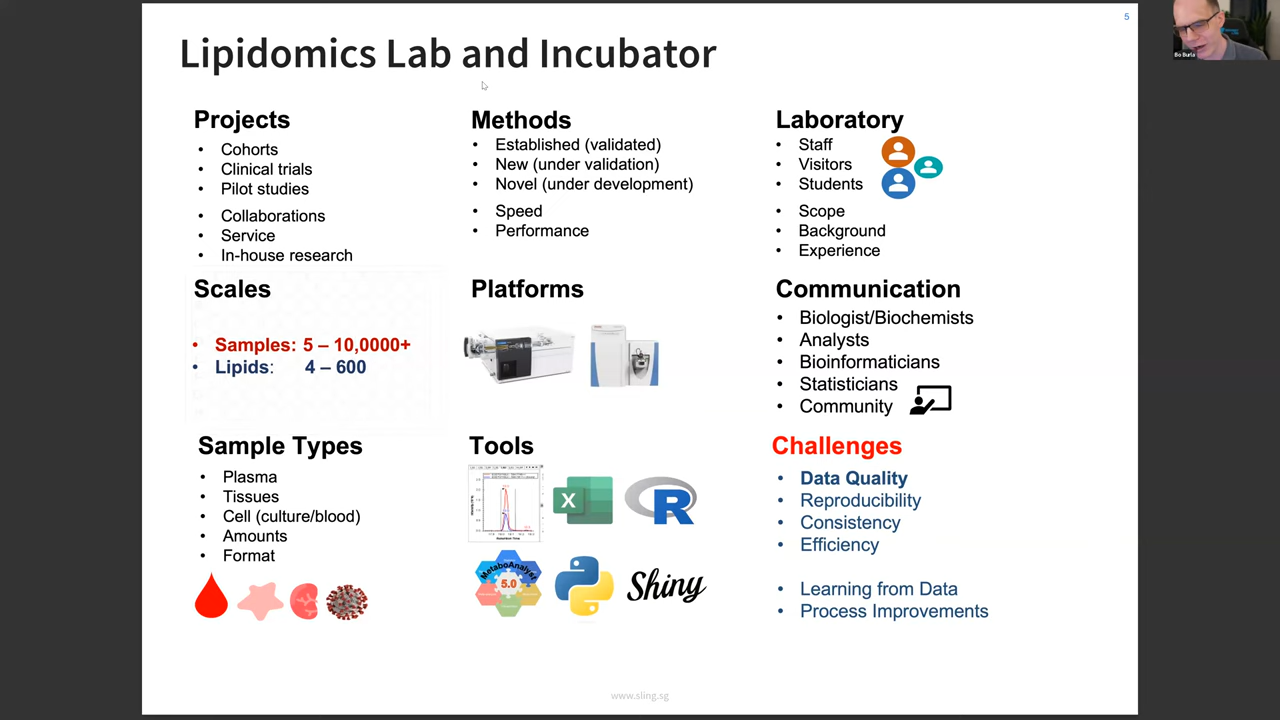 5
Bo Burla
Lipidomics Lab and Incubator
Projects
• Cohorts
• Clinical trials
• Pilot studies
• Collaborations
• Service
• In-house research
Methods
• Established (validated)
• New (under validation)
• Novel (under development)
• Speed
• Performance
Laboratory
• Staff
• Visitors
• Students
• Scope
• Background
• Experience
Scales
• Samples: 5 – 10,0000+
• Lipids: 4 – 600
Platforms
Communication
• Biologist/Biochemists
• Analysts
• Bioinformaticians
• Statisticians
• Community
Sample Types
• Plasma
• Tissues
• Cell (culture/blood)
• Amounts
• Format
Tools
X
R
MetaboAnalyst
5.0
Shiny
Challenges
• Data Quality
• Reproducibility
• Consistency
• Efficiency
• Learning from Data
• Process Improvements
www.sling.sg